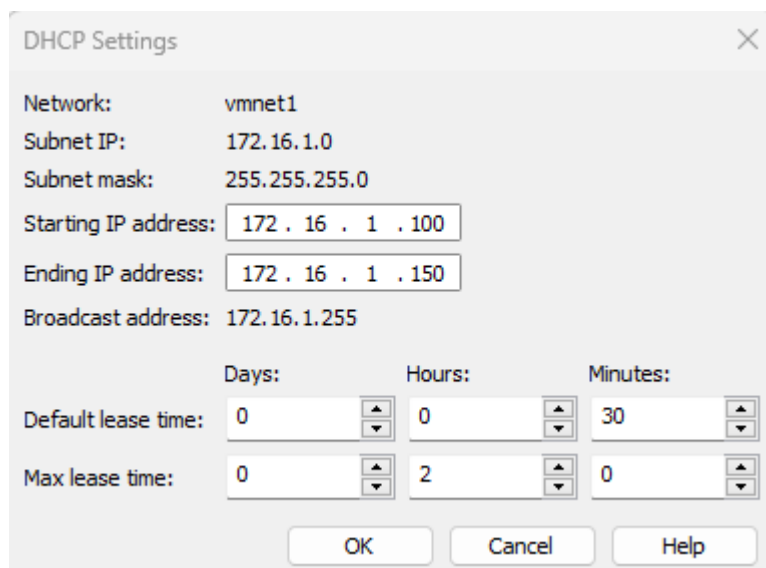 DHCP Settings
Network: vmnet1
Subnet IP: 172.16.1.0
Subnet mask: 255.255.255.0
Starting IP address: 172 . 16 . 1 . 100
Ending IP address: 172 . 16 . 1 . 150
Broadcast address: 172.16.1.255
Days: Hours: Minutes:
Default lease time: 0 0 30
Max lease time: 0 2 0
OK Cancel Help